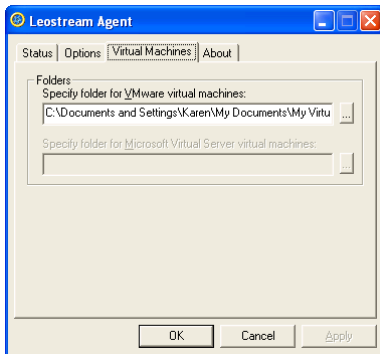 Leostream Agent
Status Options Virtual Machines About
Folders
Specify folder for VMware virtual machines:
C:\Documents and Settings\Karen\My Documents\My Virtu
...
Specify folder for Microsoft Virtual Server virtual machines:
...
OK Cancel Apply